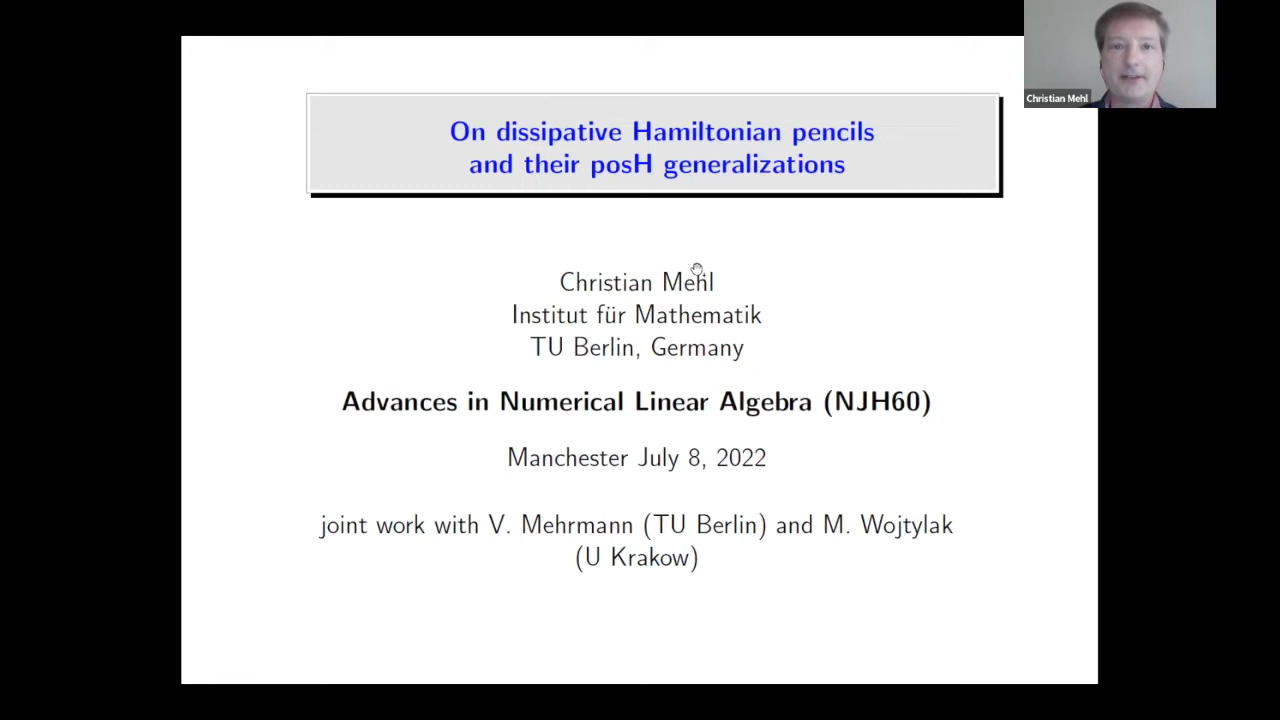 On dissipative Hamiltonian pencils
and their posH generalizations
Christian Mehl
Christian Mehl
Institut für Mathematik
TU Berlin, Germany
Advances in Numerical Linear Algebra (NJH60)
Manchester July 8, 2022
joint work with V. Mehrmann (TU Berlin) and M. Wojtylak
(U Krakow)